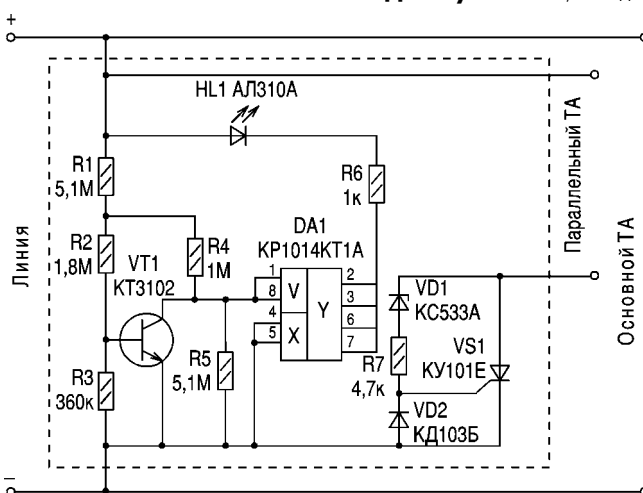 +
HL1 АЛ310А
R1
5,1М
R6
1к
DA1
КР1014КТ1А
R2
1,8М
VT1
КТ3102
R4
1М
1
8
4
5
V
X
Y
2
3
6
7
VD1
КС533А
R3
360к
R5
5,1М
R7
4,7к
VS1
КУ101Е
VD2
КД103Б
–
Линия
Параллельный ТА
Основной ТА